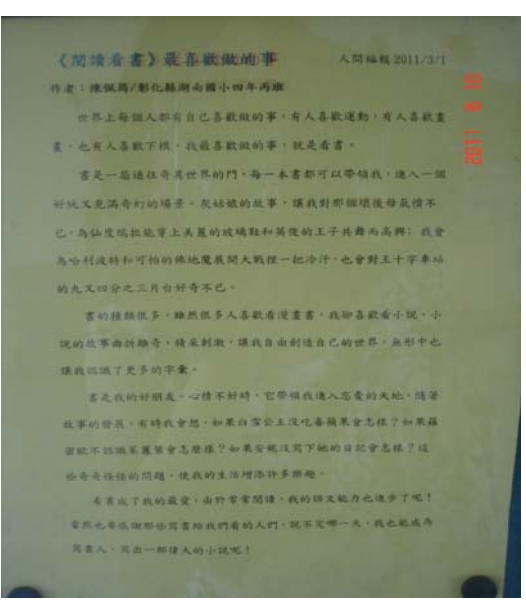 《閱讀看書》最喜歡做的事 人間編輯 2011/3/1
作者：陳佩筠/彰化縣湖南國小四年丙班
世界上每個人都有自己喜歡做的事，有人喜歡運動，有人喜歡畫
畫，也有人喜歡下棋，我最喜歡做的事，就是看書。
書是一扇通往奇異世界的門，每一本書都可以帶領我，進入一個
好玩又充滿奇幻的場景。灰姑娘的故事，讓我對那個壞後母氣憤不
已，為仙度瑞拉能穿上美麗的玻璃鞋和英俊的王子共舞而高興；我會
為哈利波特和可怕的佛地魔展開大戰捏一把冷汗，也會對王十字車站
的九又四分之三月台好奇不已。
書的種類很多，雖然很多人喜歡看漫畫書，我卻喜歡看小說，小
說的故事曲折離奇，精采刺激，讓我自由創造自己的世界，無形中也
讓我認識了更多的字彙。
書是我的好朋友。心情不好時，它帶領我進入忘憂的天地，隨著
故事的發展，有時我會想，如果白雪公主沒吃毒蘋果會怎樣？如果羅
密歐不認識茱麗葉會怎麼樣？如果安妮沒寫下她的日記會怎樣？這
些奇奇怪怪的問題，使我的生活增添許多樂趣。
看書成了我的最愛，由於常常閱讀，我的語文能力也進步了呢！
當然也要感謝那些寫書給我們看的人們，說不定哪一天，我也能成為
寫書人，寫出一部偉大的小說呢！